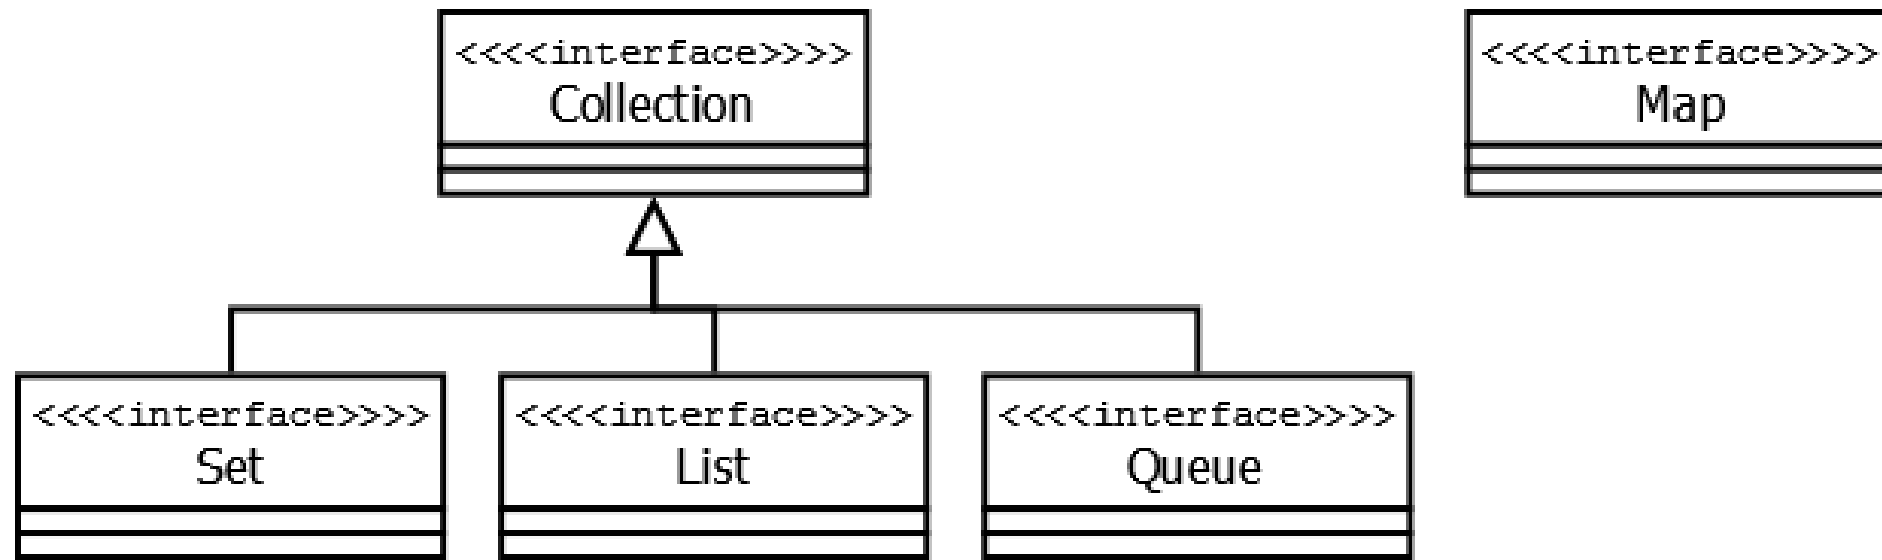 <<<<interface>>>>
Collection
<<<<interface>>>>
Map
<<<<interface>>>>
Set
<<<<interface>>>>
List
<<<<interface>>>>
Queue